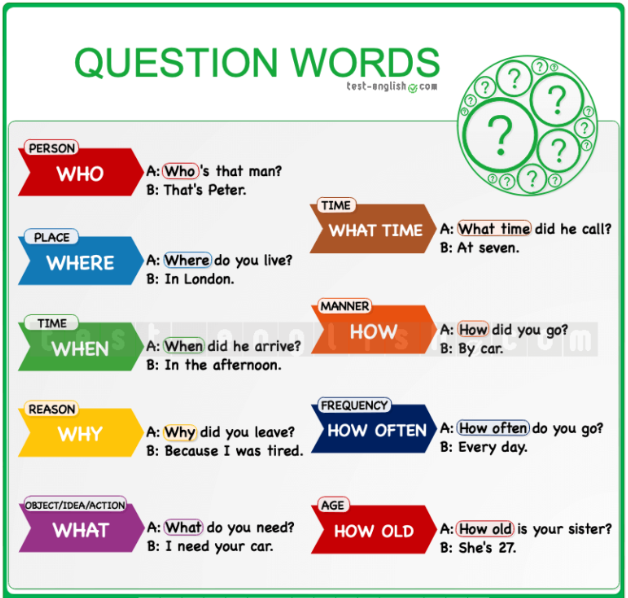 QUESTION WORDS
test-english.com
PERSON
WHO
A: Who's that man?
B: That's Peter.
PLACE
WHERE
A: Where do you live?
B: In London.
TIME
WHEN
A: When did he arrive?
B: In the afternoon.
REASON
WHY
A: Why did you leave?
B: Because I was tired.
OBJECT/IDEA/ACTION
WHAT
A: What do you need?
B: I need your car.
TIME
WHAT TIME
A: What time did he call?
B: At seven.
MANNER
HOW
A: How did you go?
B: By car.
FREQUENCY
HOW OFTEN
A: How often do you go?
B: Every day.
AGE
HOW OLD
A: How old is your sister?
B: She's 27.
test-english.com